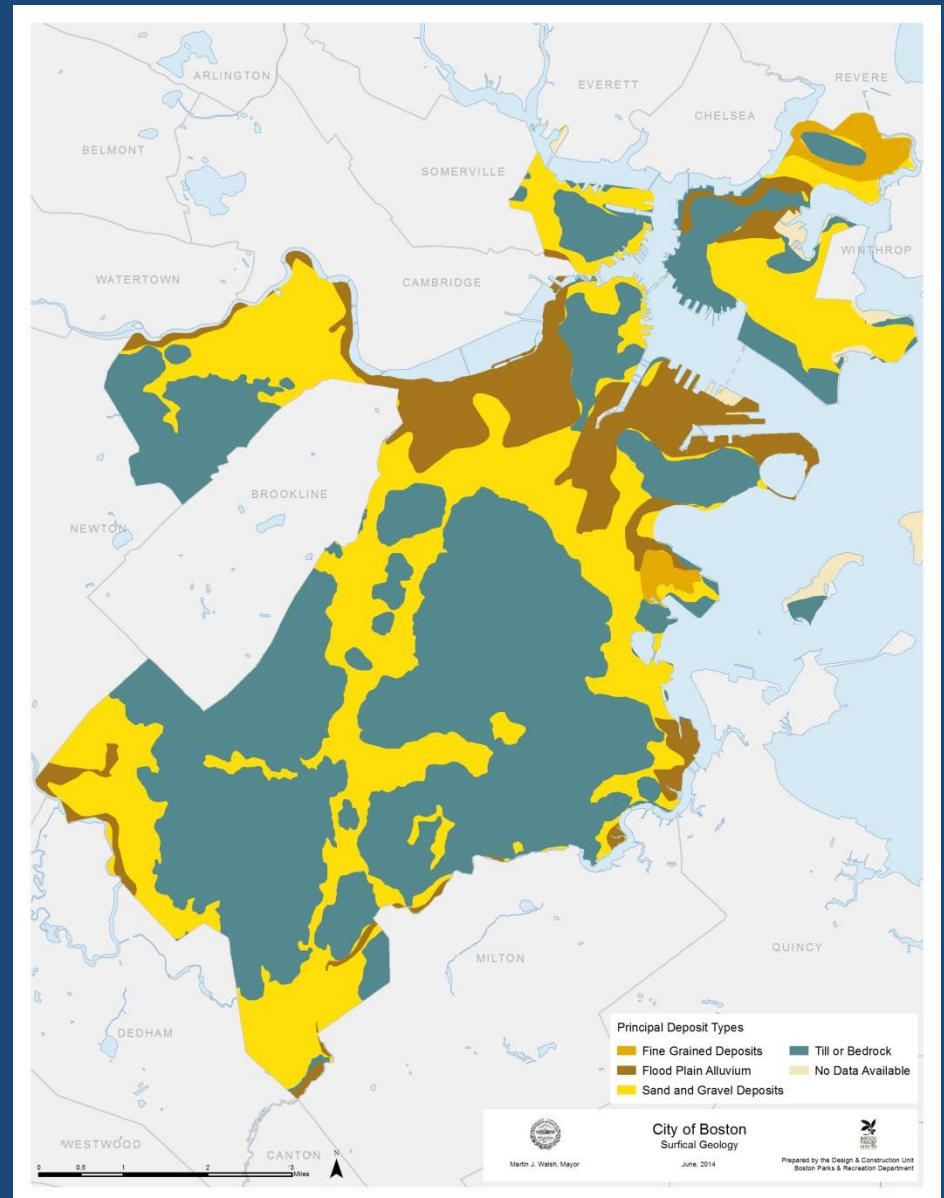 ARLINGTON
EVERETT
REVERE
CHELSEA
BELMONT
SOMERVILLE
WINTHROP
WATERTOWN
CAMBRIDGE
BROOKLINE
NEWTON
QUINCY
MILTON
DEDHAM
WESTWOOD
CANTON
Principal Deposit Types
Fine Grained Deposits
Flood Plain Alluvium
Sand and Gravel Deposits
Till or Bedrock
No Data Available
Martin J. Walsh, Mayor
City of Boston
Surfical Geology
June, 2014
Prepared by the Design & Construction Unit
Boston Parks & Recreation Department
0 0.5 1 2 3
Miles
N